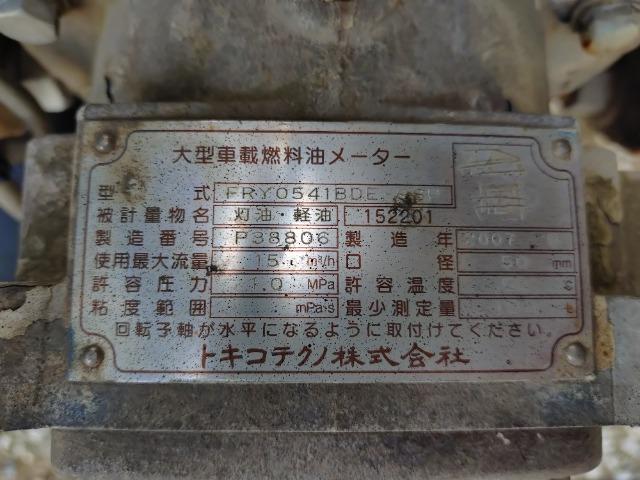 大型車載燃料油メーター
型 式 FRY0541BDE
被計量物名 灯油・軽油 152201
製造番号 P38806 製造年 2007
使用最大流量 15 m³/h 口径 50 mm
許容圧力 MPa 許容温度
粘度範囲 mPa·s 最少測定量
回転子軸が水平になるように取付けてください。
トキコテクノ株式会社